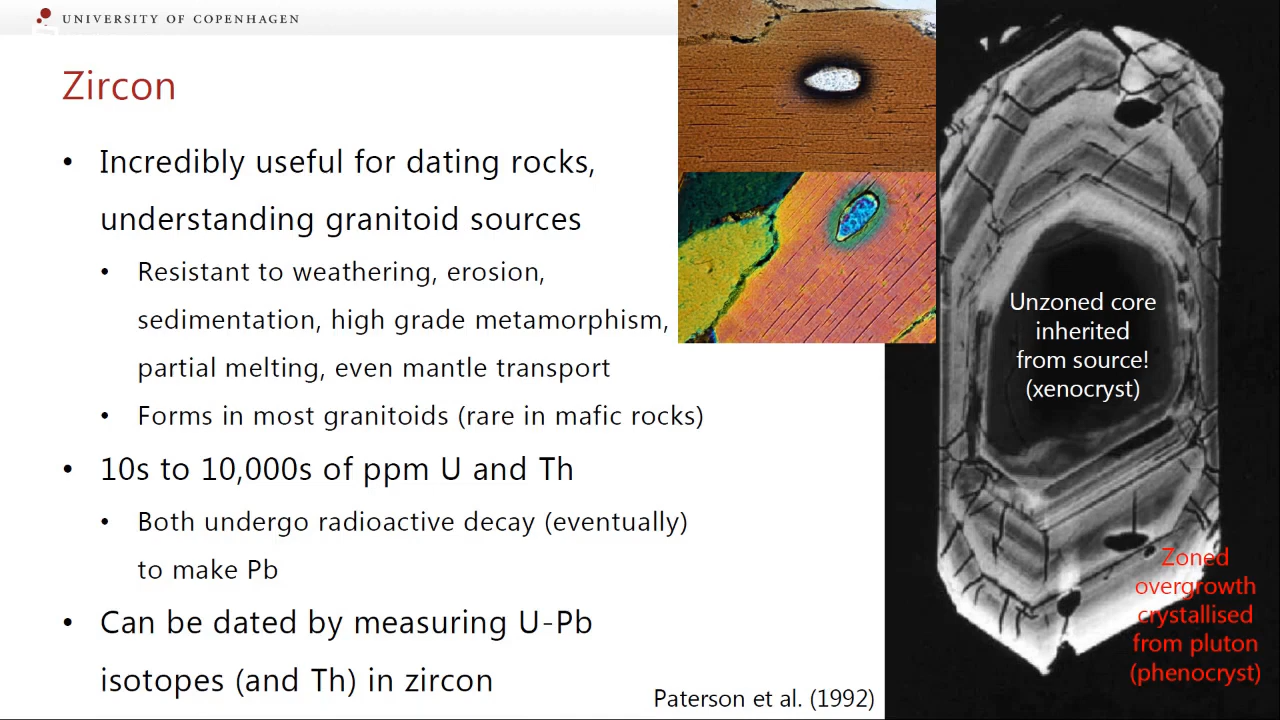 UNIVERSITY OF COPENHAGEN
Zircon
• Incredibly useful for dating rocks,
understanding granitoid sources
• Resistant to weathering, erosion,
sedimentation, high grade metamorphism,
partial melting, even mantle transport
• Forms in most granitoids (rare in mafic rocks)
• 10s to 10,000s of ppm U and Th
• Both undergo radioactive decay (eventually)
to make Pb
• Can be dated by measuring U-Pb
isotopes (and Th) in zircon
Paterson et al. (1992)
Unzoned core
inherited
from source!
(xenocryst)
Zoned
overgrowth
crystallised
from pluton
(phenocryst)